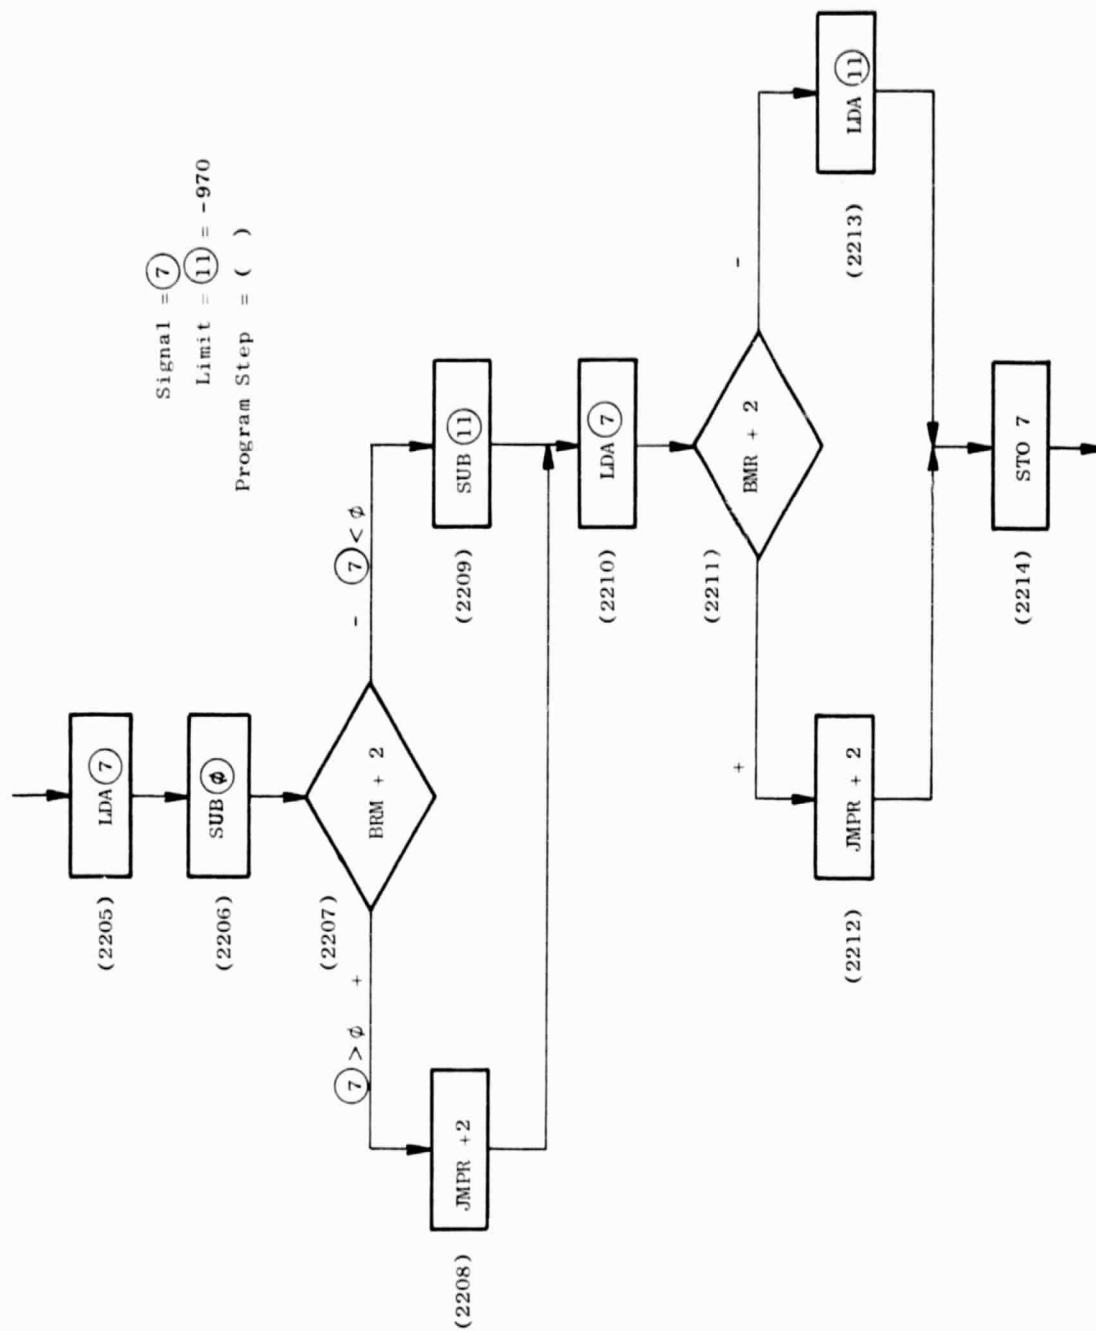 Signal = 7
Limit = 11 = -970
Program Step = ( )
(2205)
LDA 7
(2206)
SUB Ø
(2207)
BRM + 2
7 > Ø +
- 7 < Ø
(2208)
JMPR +2
(2209)
SUB 11
(2210)
LDA 7
(2211)
BMR + 2
+
-
(2212)
JMPR + 2
(2213)
LDA 11
(2214)
STO 7